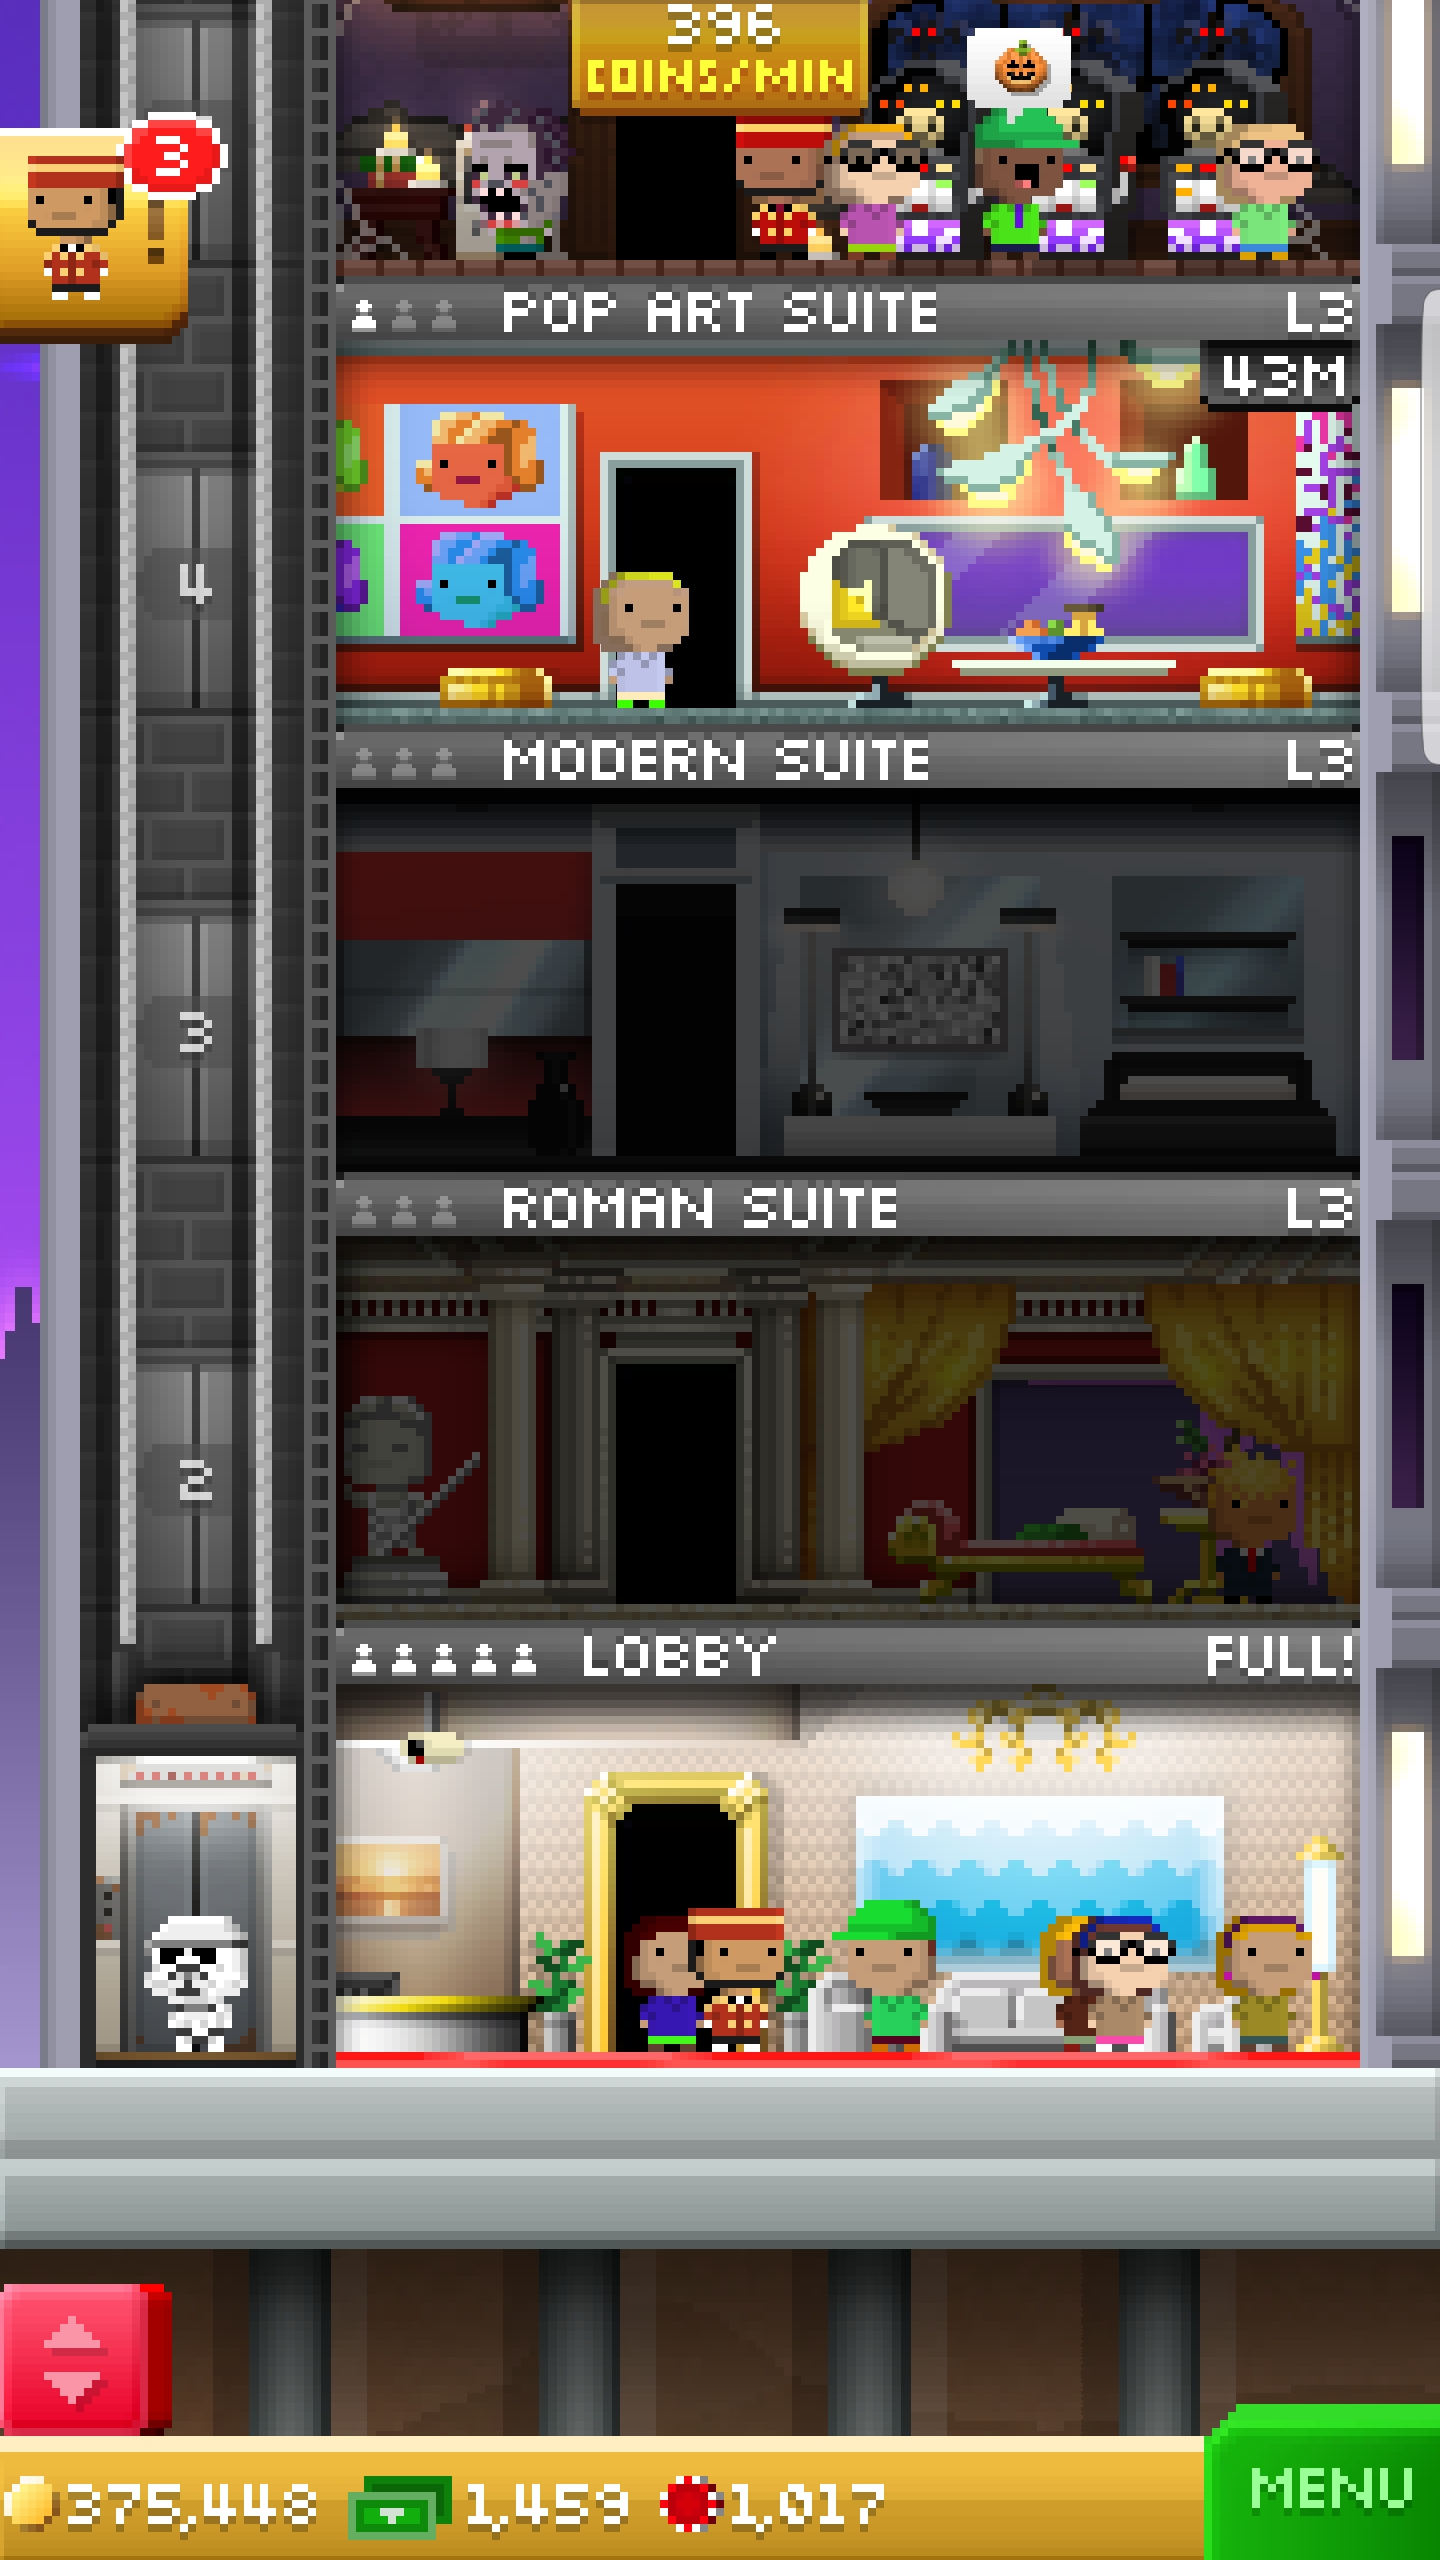 396
COINS/MIN
3
!
POP ART SUITE L3
43M
4
MODERN SUITE L3
3
ROMAN SUITE L3
2
LOBBY FULL!
375,448 1,459 1,017
MENU